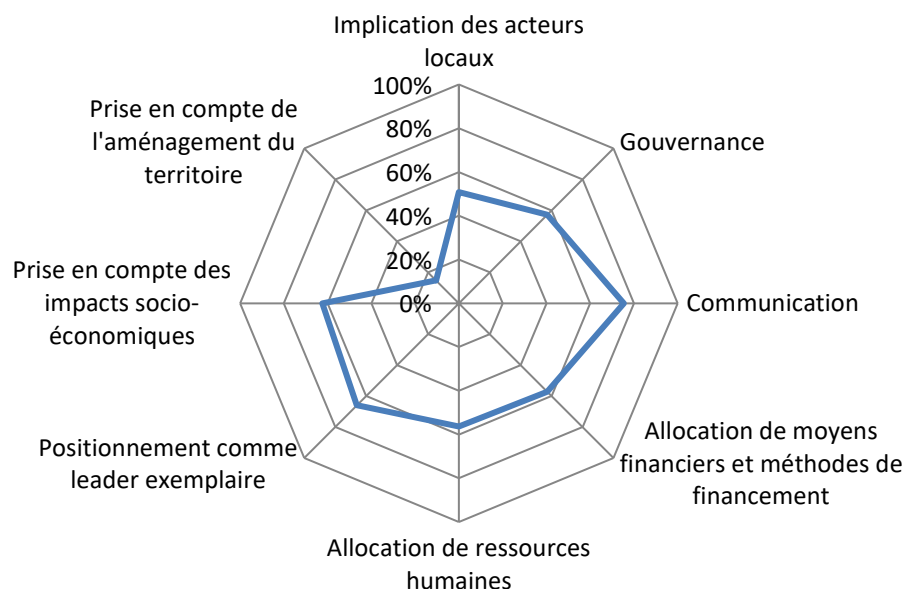 Implication des acteurs
locaux
100%
80%
60%
40%
20%
0%
Gouvernance
Communication
Allocation de moyens
financiers et méthodes de
financement
Allocation de ressources
humaines
Positionnement comme
leader exemplaire
Prise en compte des
impacts socio-
économiques
Prise en compte de
l'aménagement du
territoire